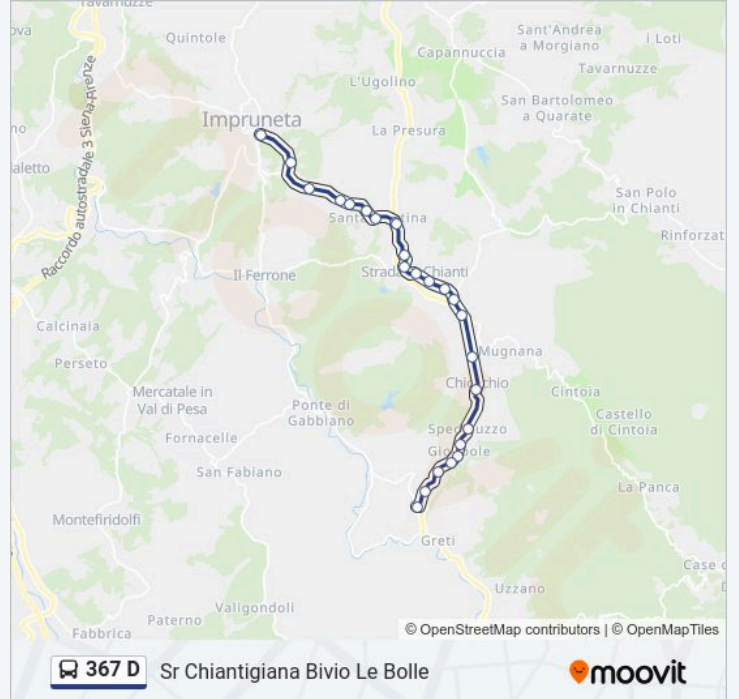 Tavarnuzze
Quintole
Sant'Andrea
a Morgiano
i Loti
Capannuccia
Tavarnuzze
L'Ugolino
San Bartolomeo
a Quarate
Impruneta
La Presura
San Polo
in Chianti
Rinforzat
Raccordo autostradale 3 Siena-Firenze
Il Ferrone
Chianti
Calcinaia
Mugnana
Perseto
Cintoia
Mercatale in
Val di Pesa
Ponte di
Gabbiano
Castello
di Cintoia
Fornacelle
San Fabiano
La Panca
Montefiridolfi
Greti
Case
Uzzano
Valigondoli
Paterno
Fabbrica
© OpenStreetMap contributors | © OpenMapTiles
367 D Sr Chiantigiana Bivio Le Bolle
moovit